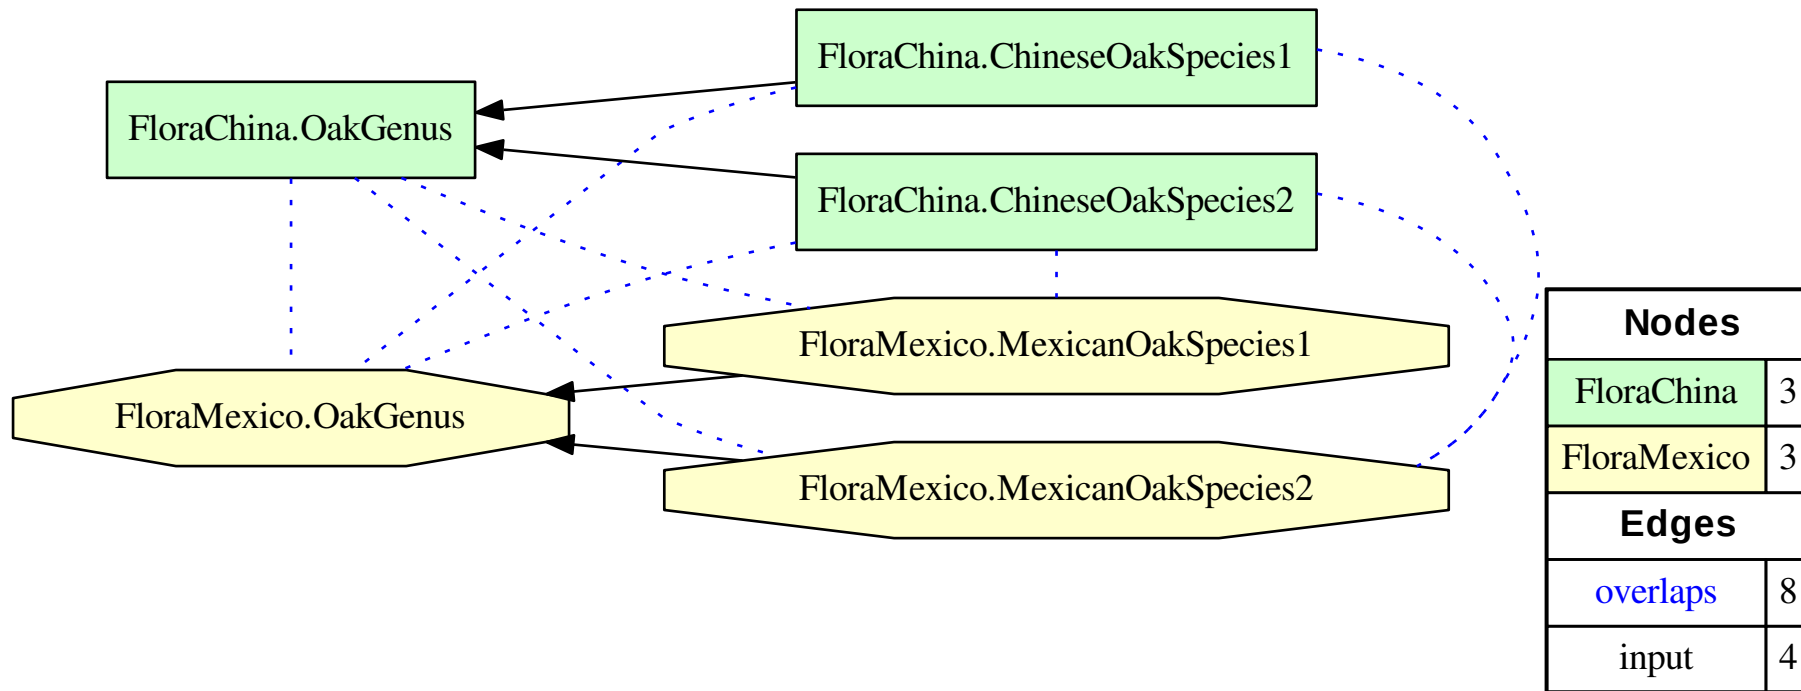 FloraChina.ChineseOakSpecies1
FloraChina.OakGenus
FloraChina.ChineseOakSpecies2
FloraMexico.MexicanOakSpecies1
FloraMexico.OakGenus
FloraMexico.MexicanOakSpecies2
Nodes
FloraChina 3
FloraMexico 3
Edges
overlaps 8
input 4